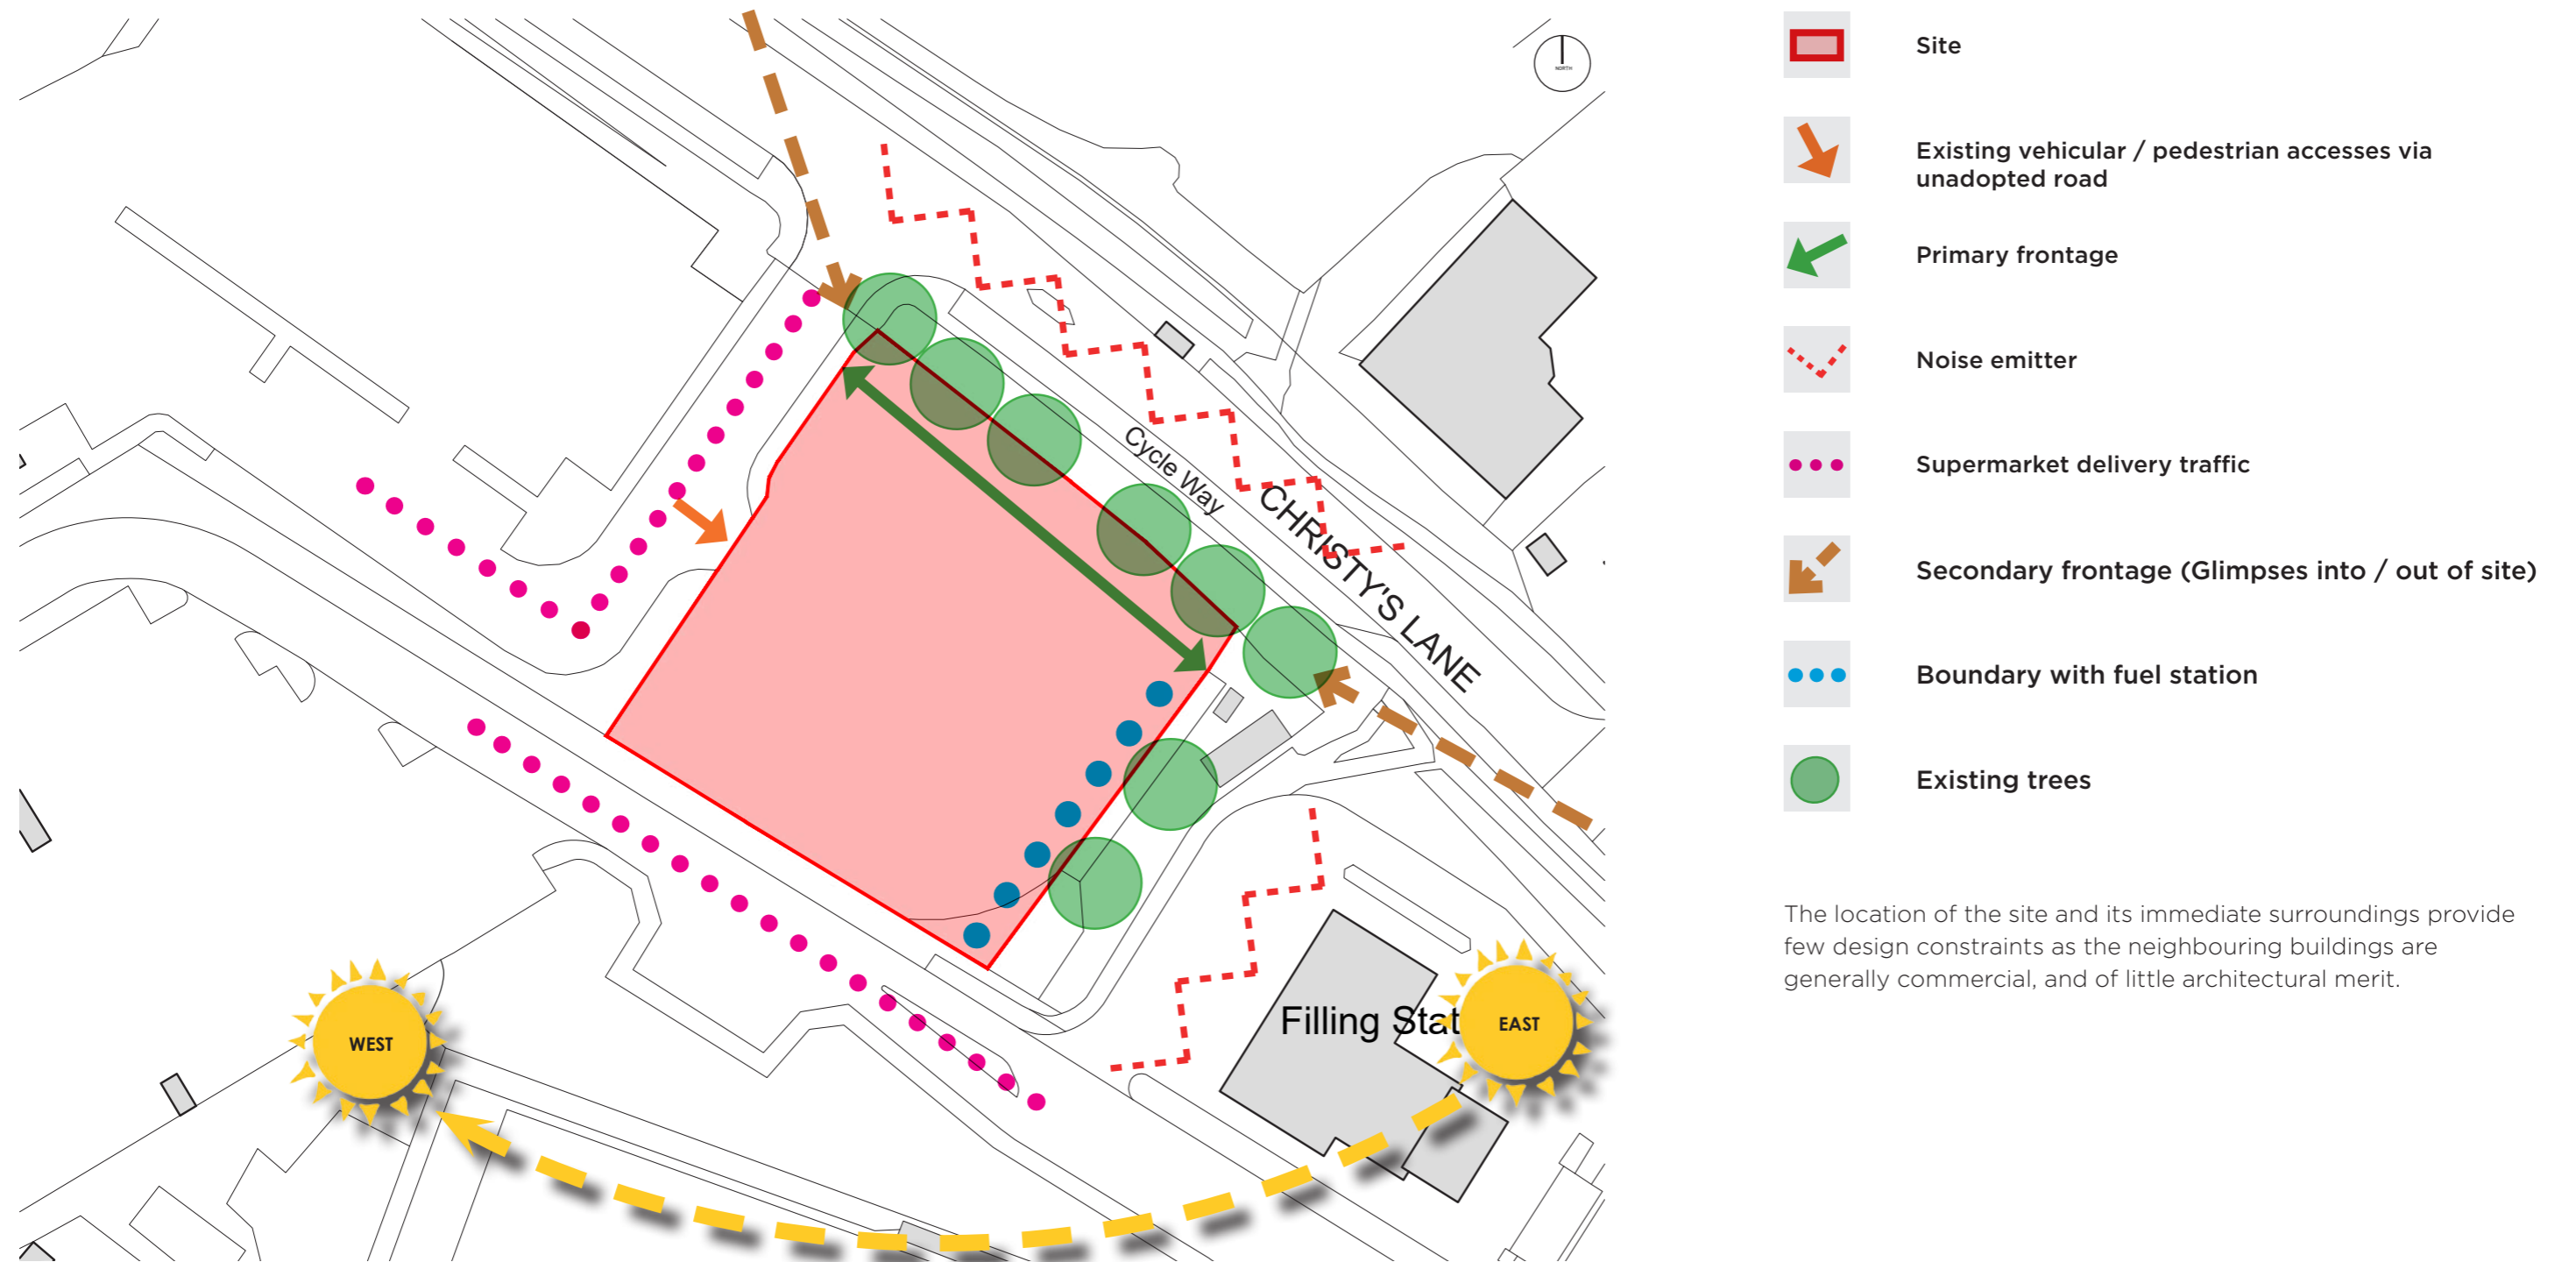 NORTH
Cycle Way
CHRISTY'S LANE
Filling Stat
WEST
EAST
Site
Existing vehicular / pedestrian accesses via
unadopted road
Primary frontage
Noise emitter
Supermarket delivery traffic
Secondary frontage (Glimpses into / out of site)
Boundary with fuel station
Existing trees
The location of the site and its immediate surroundings provide
few design constraints as the neighbouring buildings are
generally commercial, and of little architectural merit.